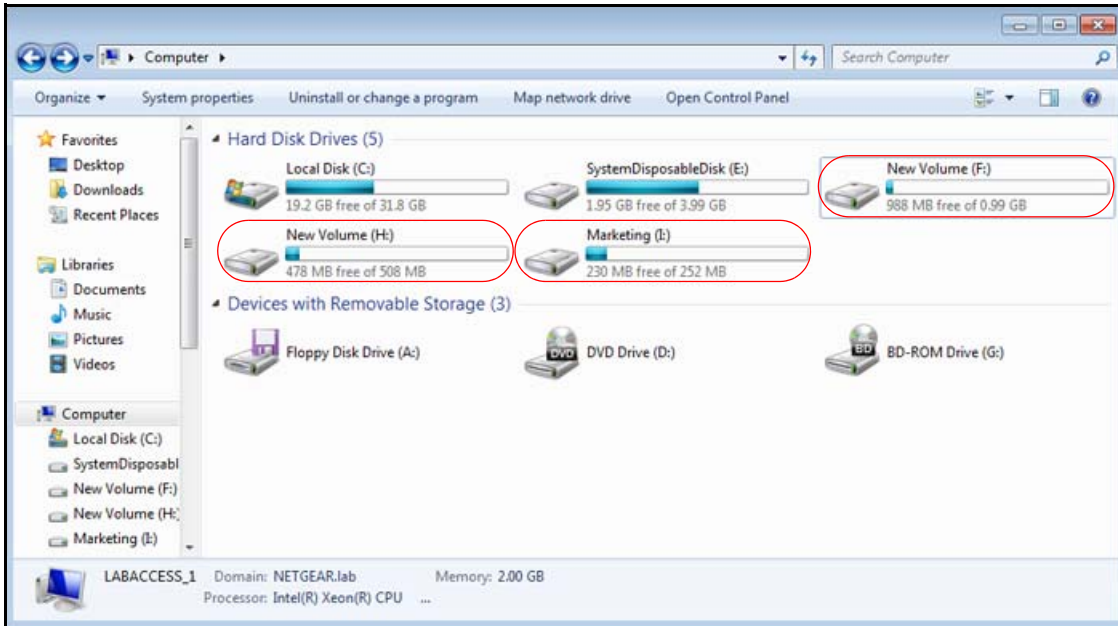 Computer
Search Computer
Organize System properties Uninstall or change a program Map network drive Open Control Panel
Favorites
Desktop
Downloads
Recent Places
Libraries
Documents
Music
Pictures
Videos
Computer
Local Disk (C:)
SystemDisposabl
New Volume (F:)
New Volume (H:
Marketing (I:)
Hard Disk Drives (5)
Local Disk (C:)
19.2 GB free of 31.8 GB
SystemDisposableDisk (E:)
1.95 GB free of 3.99 GB
New Volume (F:)
988 MB free of 0.99 GB
New Volume (H:)
478 MB free of 508 MB
Marketing (I:)
230 MB free of 252 MB
Devices with Removable Storage (3)
Floppy Disk Drive (A:)
DVD
DVD Drive (D:)
BD
BD-ROM Drive (G:)
LABACCESS_1 Domain: NETGEAR.lab Memory: 2.00 GB
Processor: Intel(R) Xeon(R) CPU ...